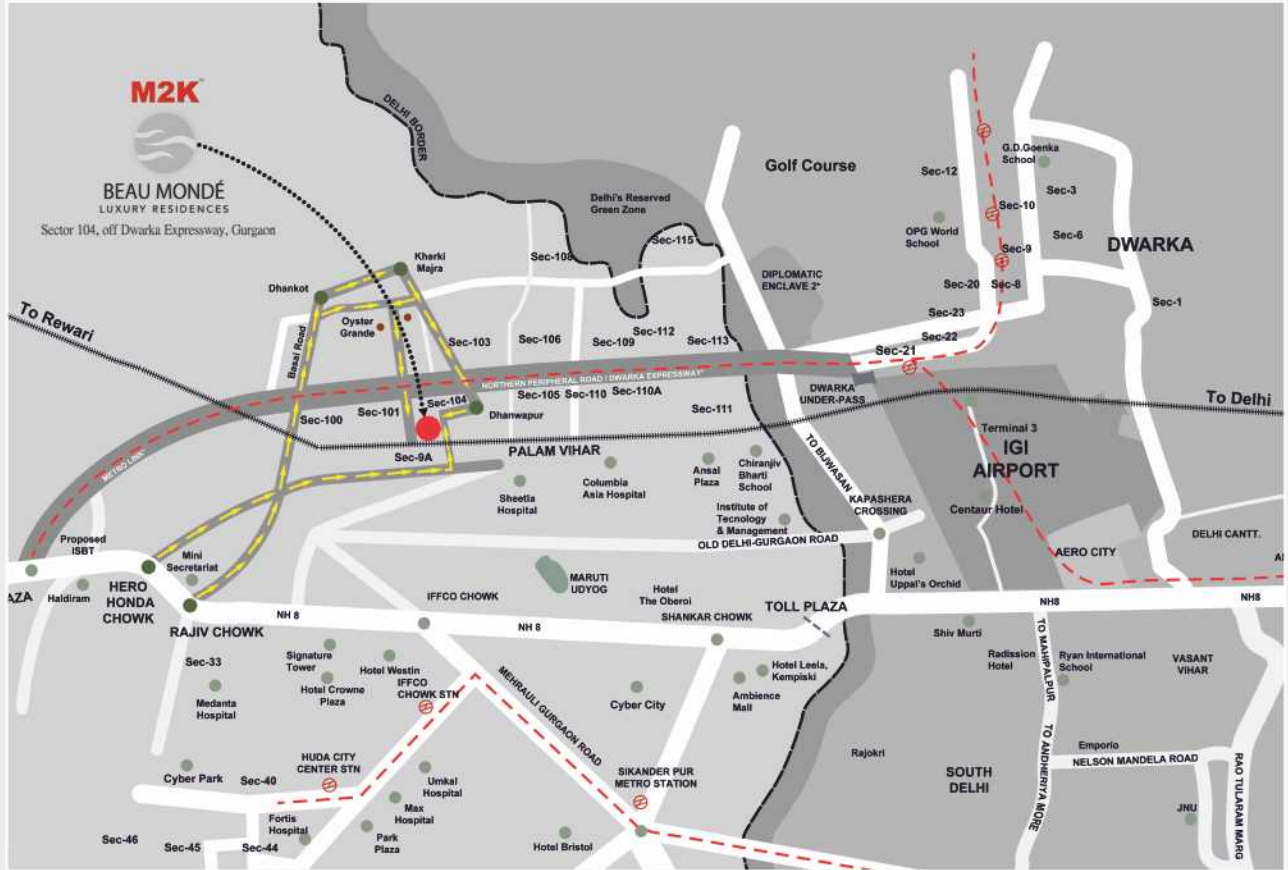 M2K
BEAU MONDÉ
LUXURY RESIDENCES
Sector 104, off Dwarka Expressway, Gurgaon
DELHI BORDER
Golf Course
Delhi's Reserved
Green Zone
Sec-12
G.D.Goenka
School
Sec-3
Sec-10
OPG World
School
Sec-6
Sec-9
DWARKA
Sec-115
Sec-108
Kherki
Majra
DIPLOMATIC
ENCLAVE 2*
Sec-20
Sec-8
Sec-1
Dhankot
To Rewari
Basai Road
Oyster
Grande
Sec-103
Sec-106
Sec-109
Sec-112
Sec-113
Sec-23
Sec-22
Sec-21
NORTHERN PERIPHERAL ROAD / DWARKA EXPRESSWAY*
DWARKA
UNDER-PASS
To Delhi
Sec-100
Sec-101
Sec-104
Sec-105
Sec-110
Sec-110A
Sec-111
Dhanwapur
METRO LINK*
Sec-9A
PALAM VIHAR
TO BIJWASAN
Terminal 3
IGI
AIRPORT
Sheetla
Hospital
Columbia
Asia Hospital
Ansal
Plaza
Chiranjiv
Bharti
School
Institute of
Tecnology
& Management
KAPASHERA
CROSSING
Centaur Hotel
OLD DELHI-GURGAON ROAD
AERO CITY
DELHI CANTT.
Proposed
ISBT
Mini
Secretariat
AZA
Haldiram
HERO
HONDA
CHOWK
RAJIV CHOWK
MARUTI
UDYOG
IFFCO CHOWK
Hotel
The Oberoi
SHANKAR CHOWK
TOLL PLAZA
Hotel
Uppal's Orchid
NH 8
NH 8
NH8
NH8
Sec-33
Signature
Tower
Hotel Westin
Hotel Crowne
Plaza
IFFCO
CHOWK STN
Medanta
Hospital
MEHRAULI GURGAON ROAD
Cyber City
Hotel Leela,
Kempiski
Ambience
Mall
Shiv Murti
Radission
Hotel
TO MAHIPALPUR
Ryan International
School
VASANT
VIHAR
HUDA CITY
CENTER STN
Cyber Park
Sec-40
Umkal
Hospital
Max
Hospital
SIKANDER PUR
METRO STATION
Rajokri
SOUTH
DELHI
TO ANDHERIYA MORE
Emporio
NELSON MANDELA ROAD
RAO TULARAM MARG
JNU
Fortis
Hospital
Park
Plaza
Sec-46
Sec-45
Sec-44
Hotel Bristol